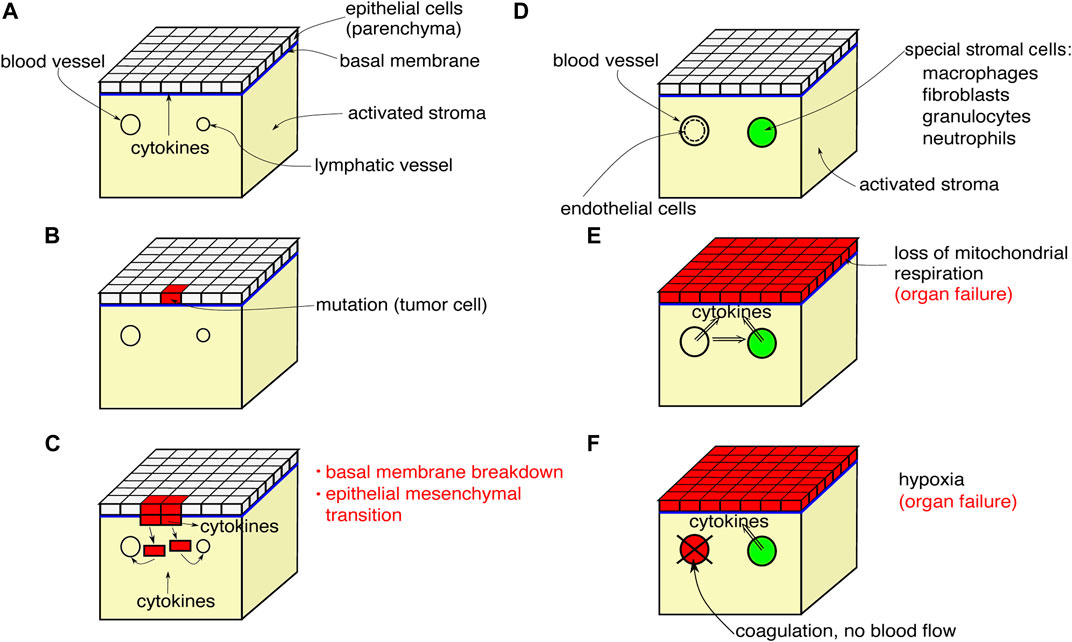 A
epithelial cells
(parenchyma)
blood vessel
basal membrane
activated stroma
cytokines
lymphatic vessel
B
mutation (tumor cell)
C
• basal membrane breakdown
• epithelial mesenchymal
transition
cytokines
cytokines
D
blood vessel
special stromal cells:
macrophages
fibroblasts
granulocytes
neutrophils
activated stroma
endothelial cells
E
loss of mitochondrial
respiration
(organ failure)
cytokines
F
hypoxia
(organ failure)
cytokines
coagulation, no blood flow